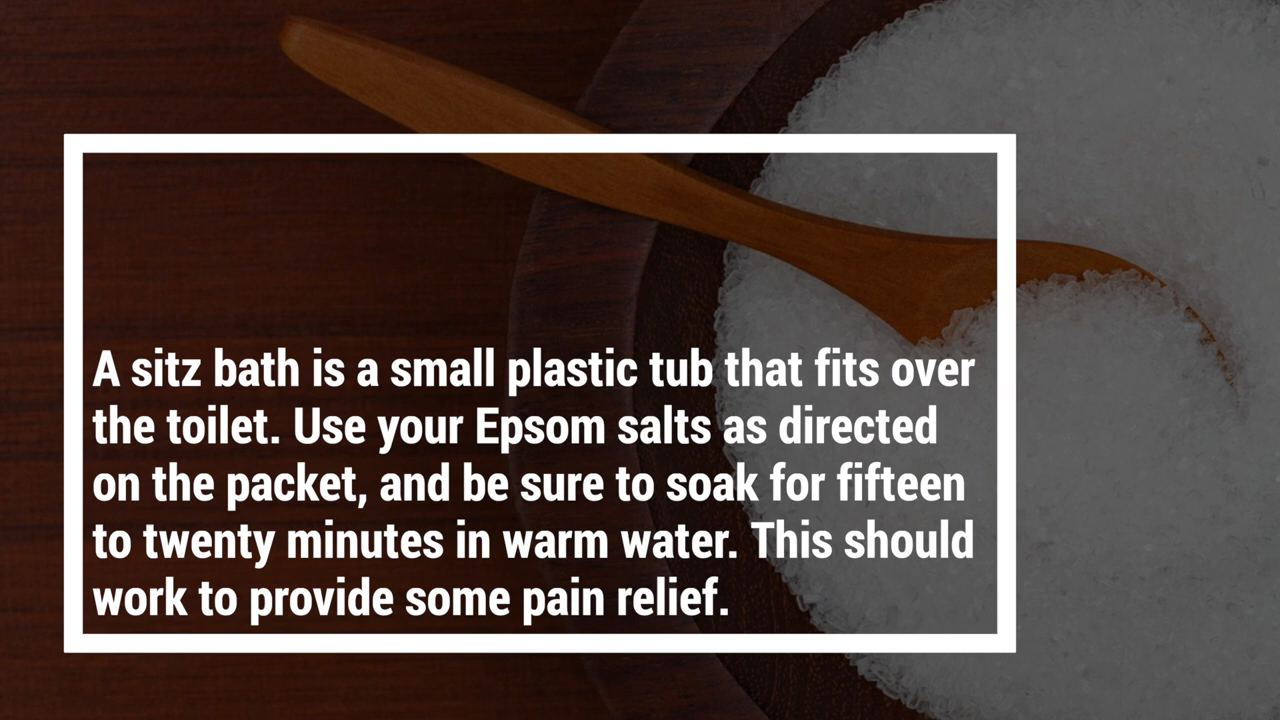 A sitz bath is a small plastic tub that fits over
the toilet. Use your Epsom salts as directed
on the packet, and be sure to soak for fifteen
to twenty minutes in warm water. This should
work to provide some pain relief.